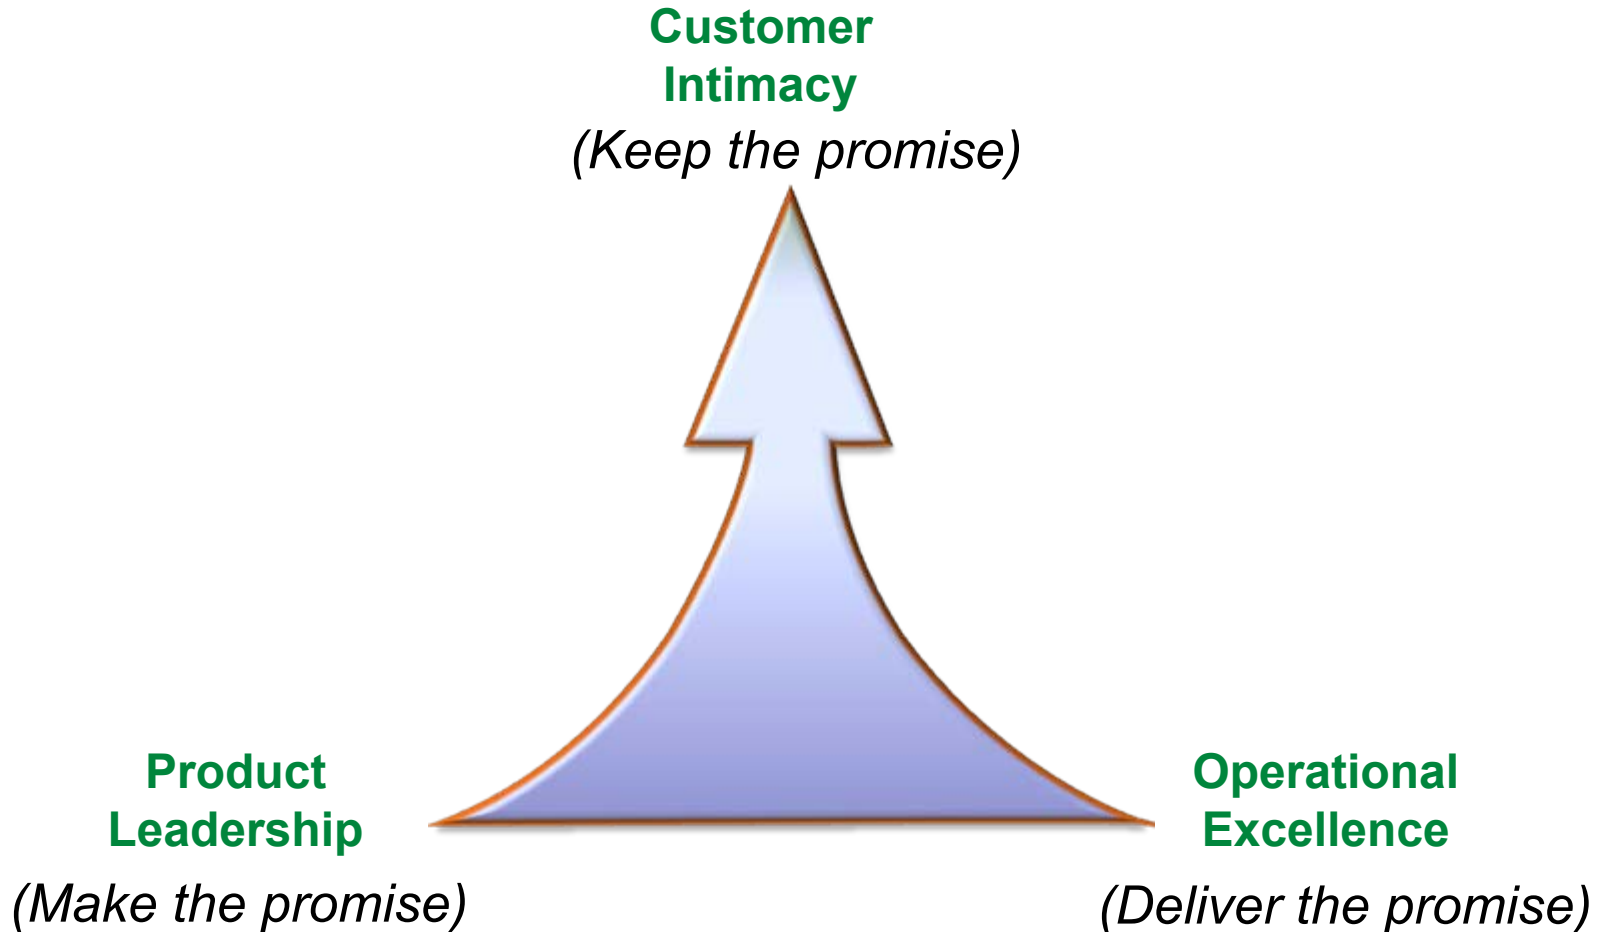 Customer
Intimacy
(Keep the promise)
Product
Leadership
(Make the promise)
Operational
Excellence
(Deliver the promise)